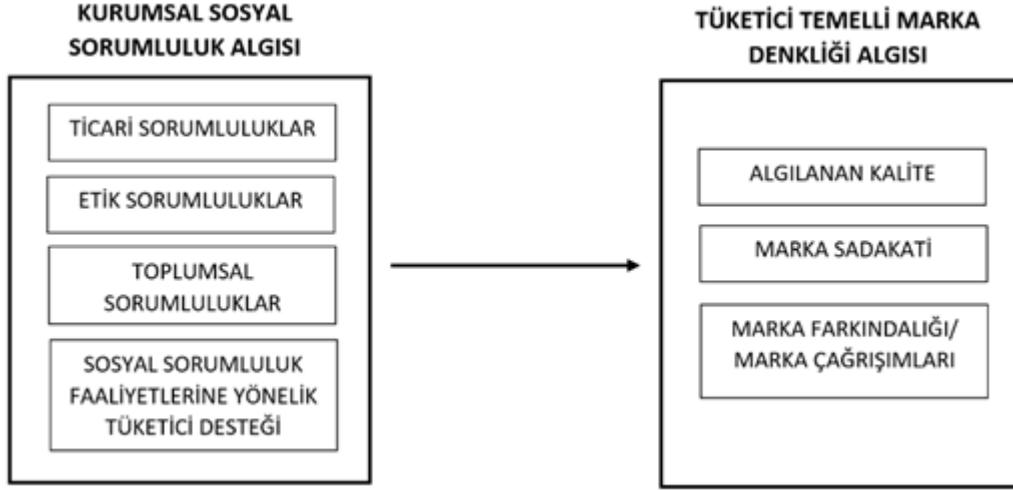 KURUMSAL SOSYAL
SORUMLULUK ALGISI
TİCARİ SORUMLULUKLAR
ETİK SORUMLULUKLAR
TOPLUMSAL
SORUMLULUKLAR
SOSYAL SORUMLULUK
FAALİYETLERİNE YÖNELİK
TÜKETİCİ DESTEĞİ
TÜKETİCİ TEMELLİ MARKA
DENKLİĞİ ALGISI
ALGILANAN KALİTE
MARKA SADAKATİ
MARKA FARKINDALIĞI/
MARKA ÇAĞRIŞIMLARI